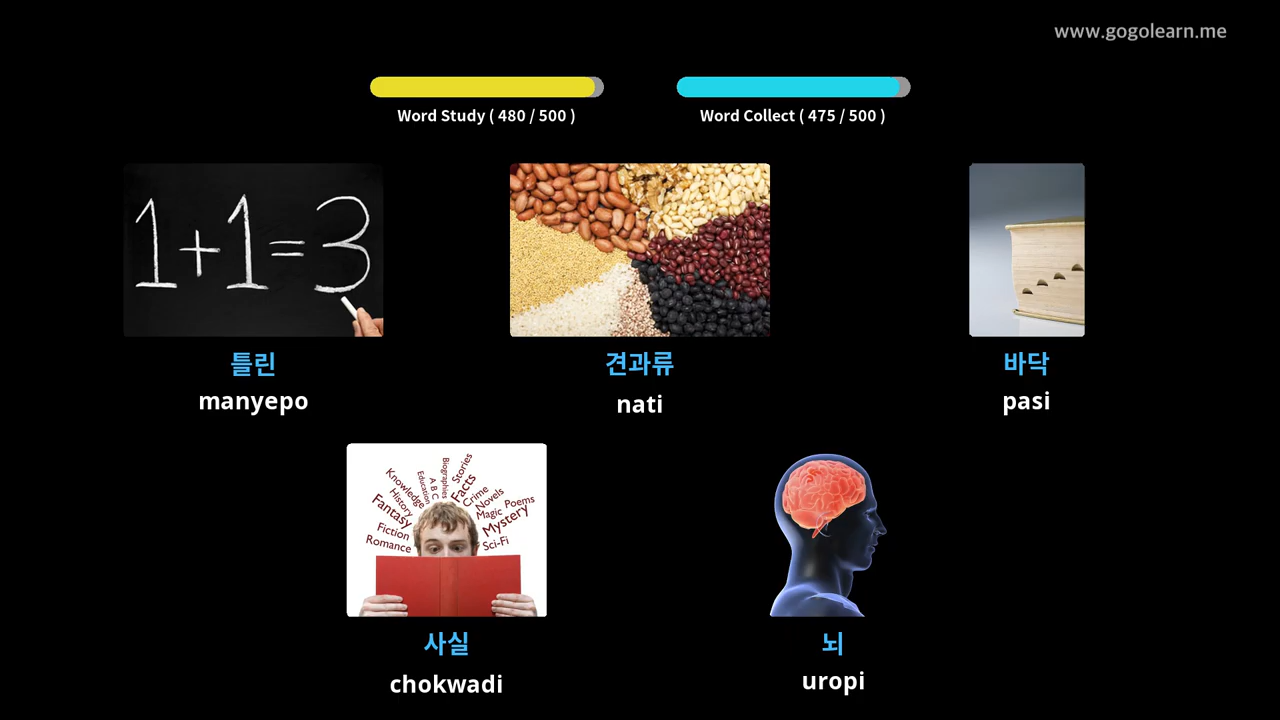 www.gogolearn.me
Word Study ( 480 / 500 )
Word Collect ( 475 / 500 )
1+1=3
틀린
manyepo
견과류
nati
바닥
pasi
Knowledge
Education
A B C
Biographies
Stories
Facts
Crime
Novels
History
Fantasy
Magic
Poems
Mystery
Fiction
Romance
Sci-Fi
사실
chokwadi
뇌
uropi